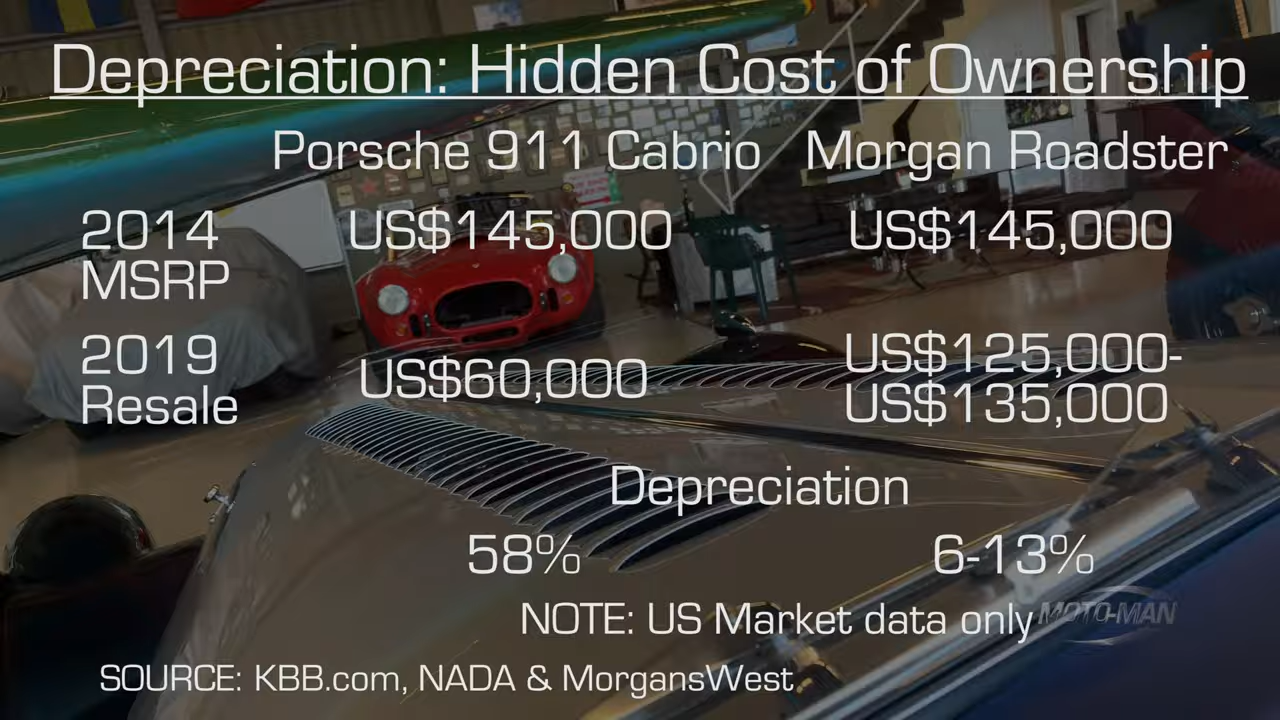 Depreciation: Hidden Cost of Ownership
Porsche 911 Cabrio Morgan Roadster
2014 MSRP US$145,000 US$145,000
2019 Resale US$60,000 US$125,000-US$135,000
Depreciation
58% 6-13%
NOTE: US Market data only
MOTO-MAN
SOURCE: KBB.com, NADA & MorgansWest